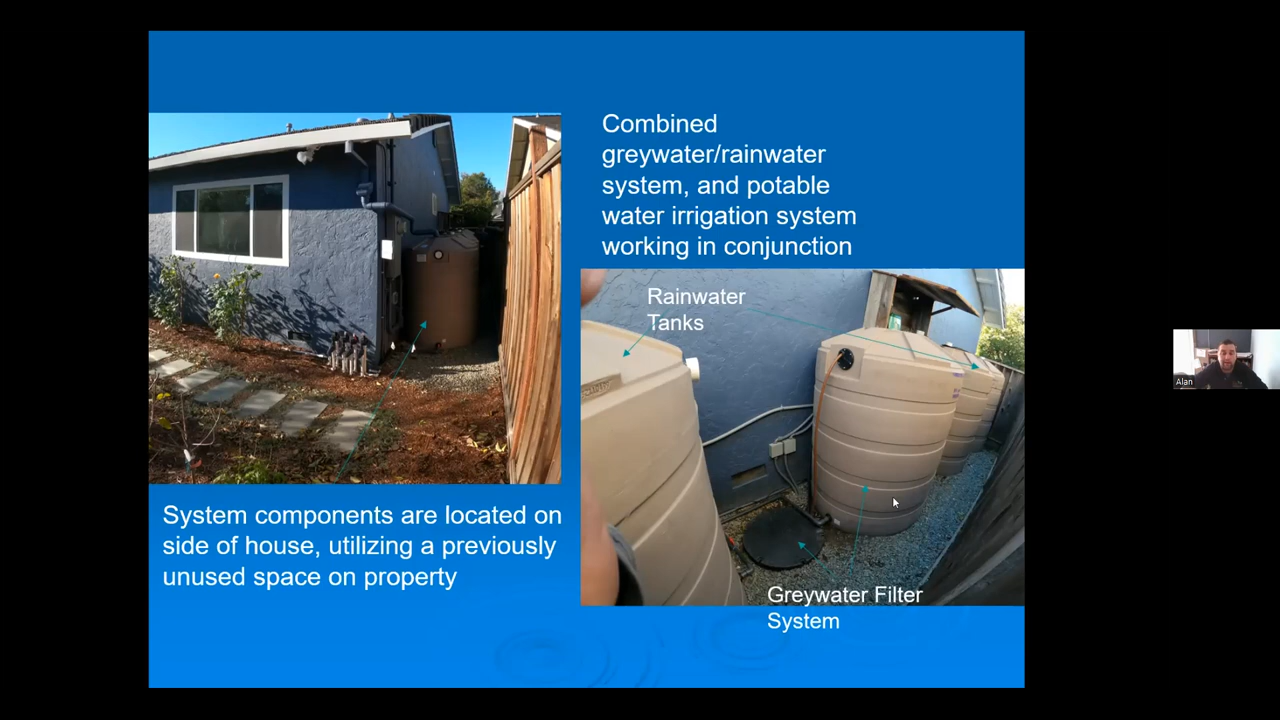 Combined
greywater/rainwater
system, and potable
water irrigation system
working in conjunction
Rainwater
Tanks
Greywater Filter
System
System components are located on
side of house, utilizing a previously
unused space on property
Alan